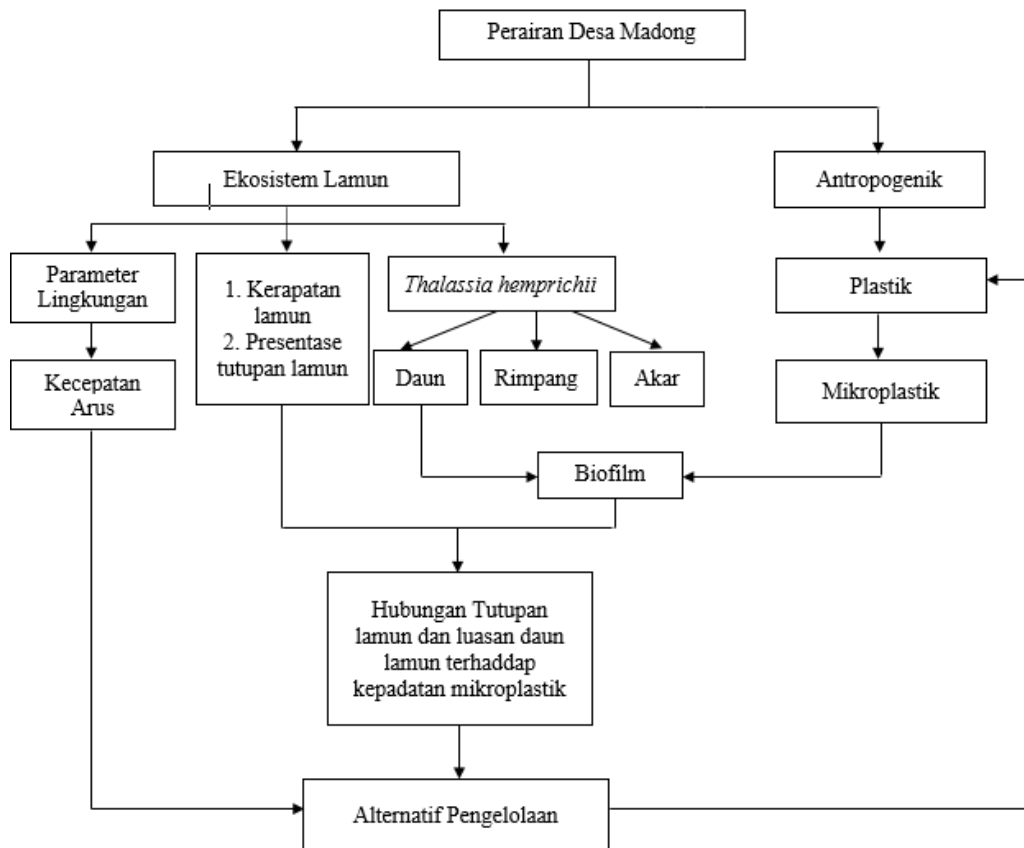 Perairan Desa Madong
Ekosistem Lamun
Antropogenik
Parameter
Lingkungan
1. Kerapatan
lamun
2. Presentase
tutupan lamun
Thalassia hemprichii
Plastik
Kecepatan
Arus
Daun
Rimpang
Akar
Mikroplastik
Biofilm
Hubungan Tutupan
lamun dan luasan daun
lamun terhaddap
kepadatan mikroplastik
Alternatif Pengelolaan